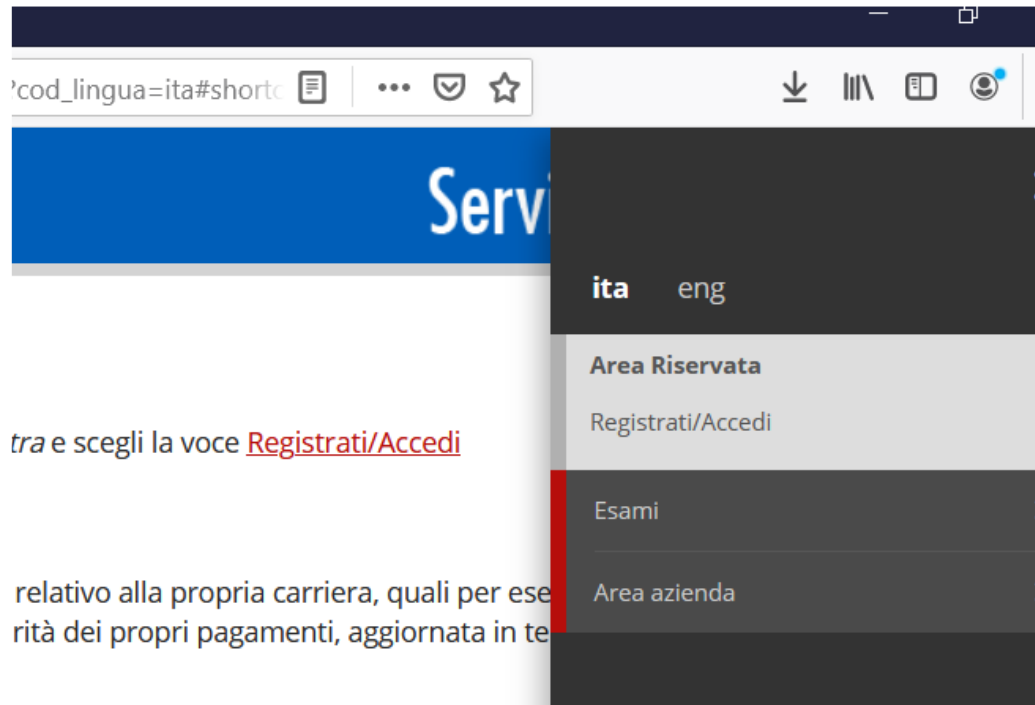 ?cod_lingua=ita#shortc
Servi
ita eng
Area Riservata
Registrati/Accedi
tra e scegli la voce Registrati/Accedi
Esami
Area azienda
relativo alla propria carriera, quali per ese
rità dei propri pagamenti, aggiornata in te